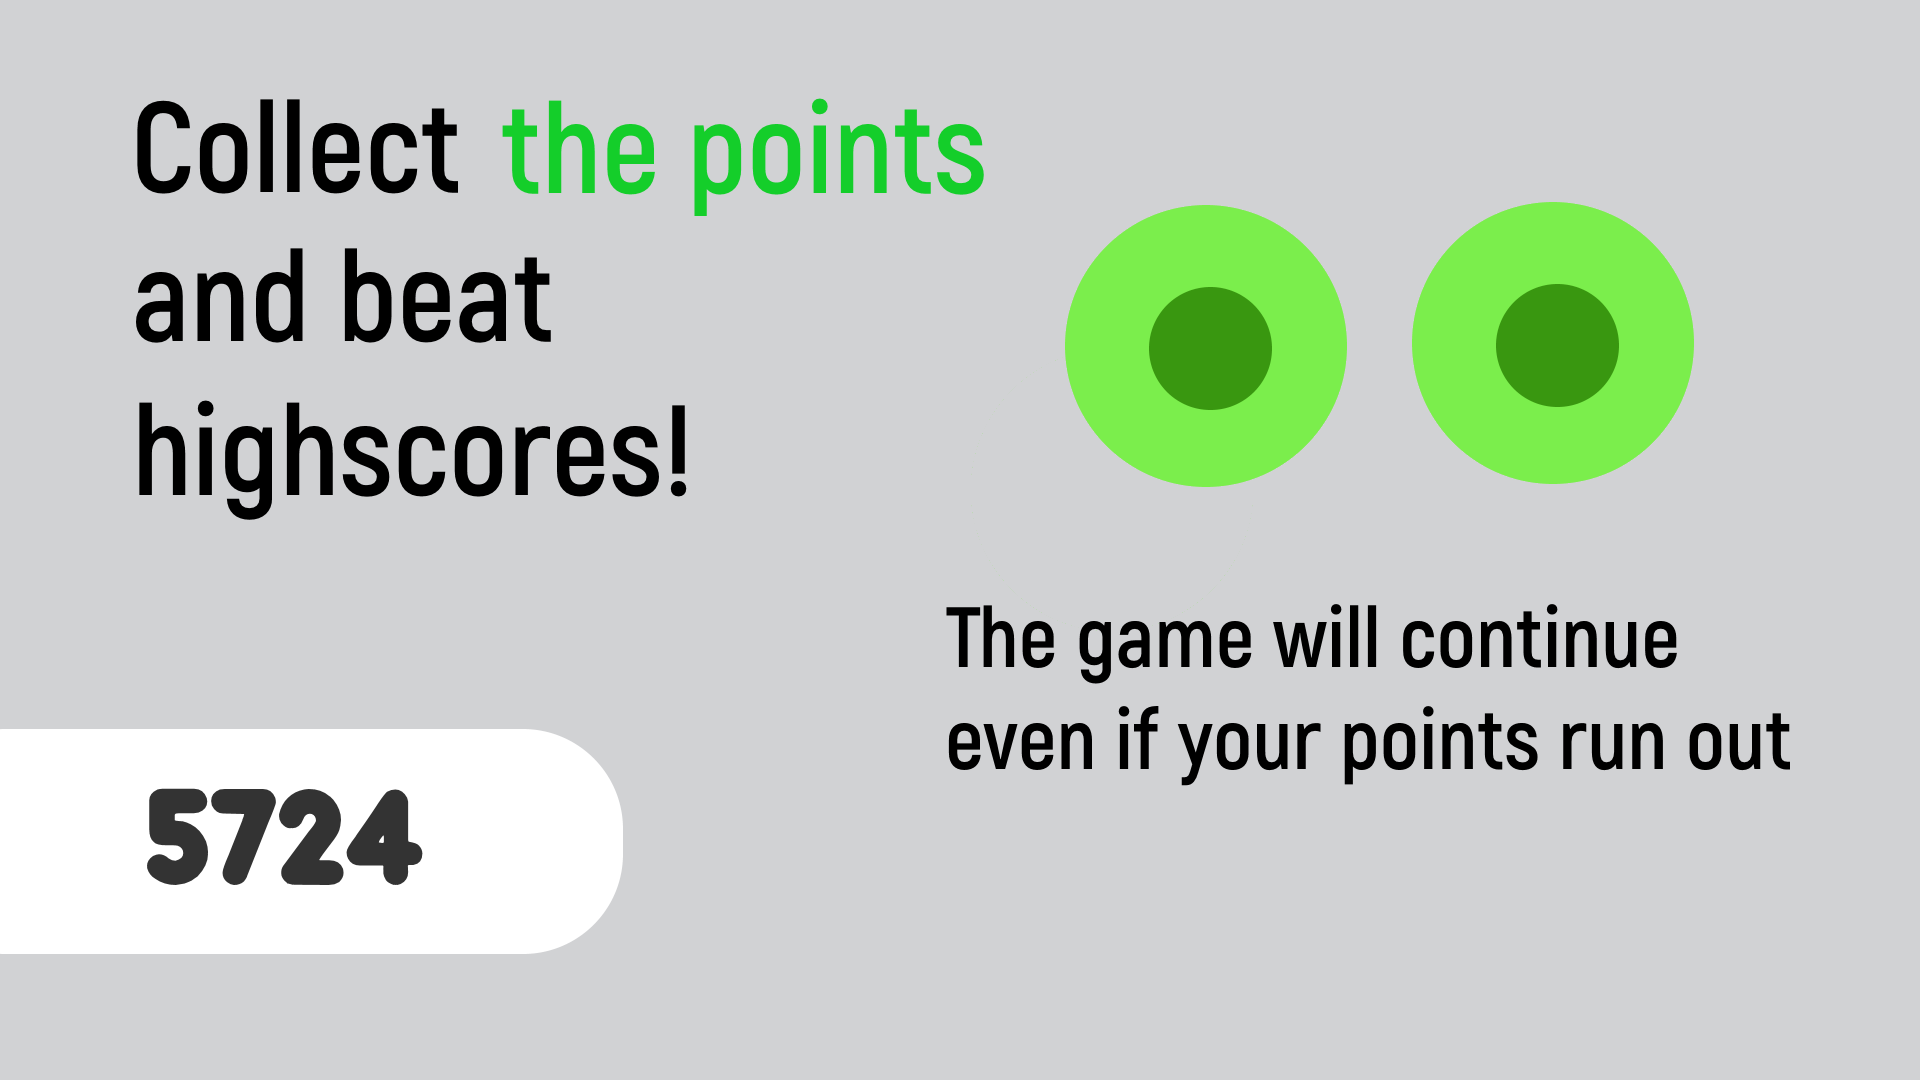 Collect the points
and beat
highscores!
The game will continue
even if your points run out
5724